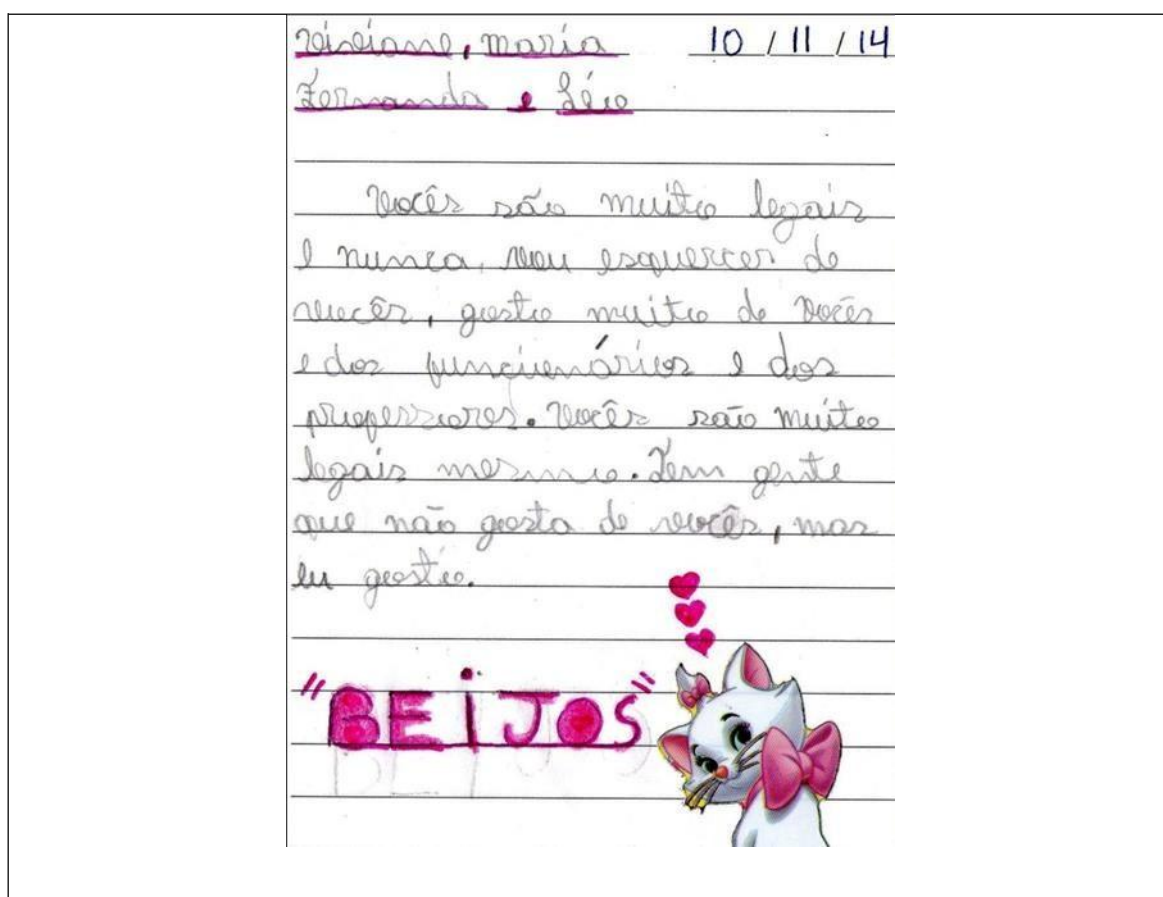 Viviane, maria 10 / 11 / 14
Fernanda e Léo
Vocês são muito legais
e nunca, vou esquercer de
vocês, gosto muito de vocês
e dos funcionários e dos
professores. Vocês são muito
legais mesmo. Tem gente
que não gosta de vocês, mas
eu gosto.
"BEiJOS"